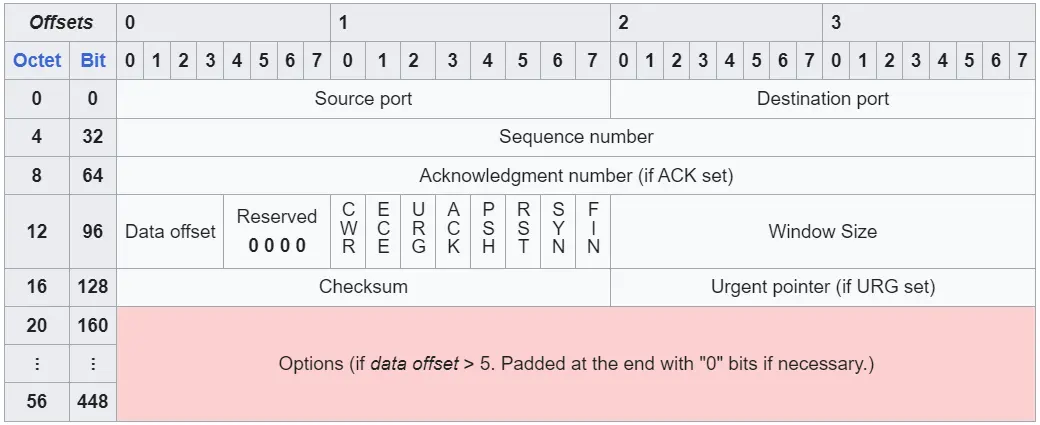 Offsets 0 1 2 3
Octet Bit 0 1 2 3 4 5 6 7 0 1 2 3 4 5 6 7 0 1 2 3 4 5 6 7 0 1 2 3 4 5 6 7
0 0 Source port Destination port
4 32 Sequence number
8 64 Acknowledgment number (if ACK set)
12 96 Data offset Reserved 0 0 0 0 CWR ECE URG ACK PSH RST SYN FIN Window Size
16 128 Checksum Urgent pointer (if URG set)
20 160
⋮ ⋮ Options (if data offset > 5. Padded at the end with "0" bits if necessary.)
56 448